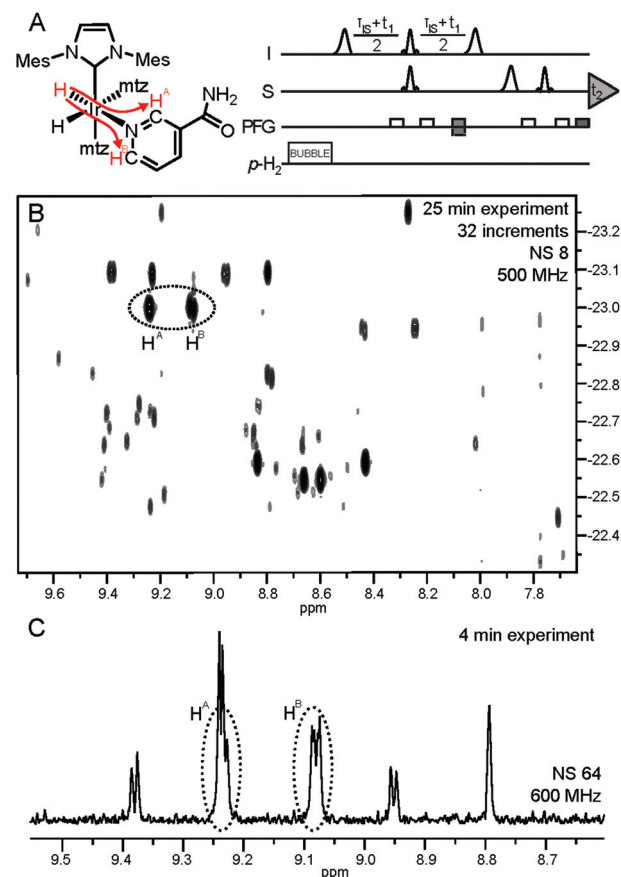 A
Mes
N
N
Mes
H
mtz
Ir
H
mtz
N
H^A
H^B
NH₂
O
I
τ_IS + t₁
2
τ_IS + t₁
2
S
t₂
PFG
p-H₂
BUBBLE
B
25 min experiment
32 increments
NS 8
500 MHz
H^A
H^B
-23.2
-23.1
-23.0
-22.9
-22.8
-22.7
-22.6
-22.5
-22.4
9.6 9.4 9.2 9.0 8.8 8.6 8.4 8.2 8.0 7.8
ppm
C
4 min experiment
H^A
H^B
NS 64
600 MHz
9.5 9.4 9.3 9.2 9.1 9.0 8.9 8.8 8.7
ppm